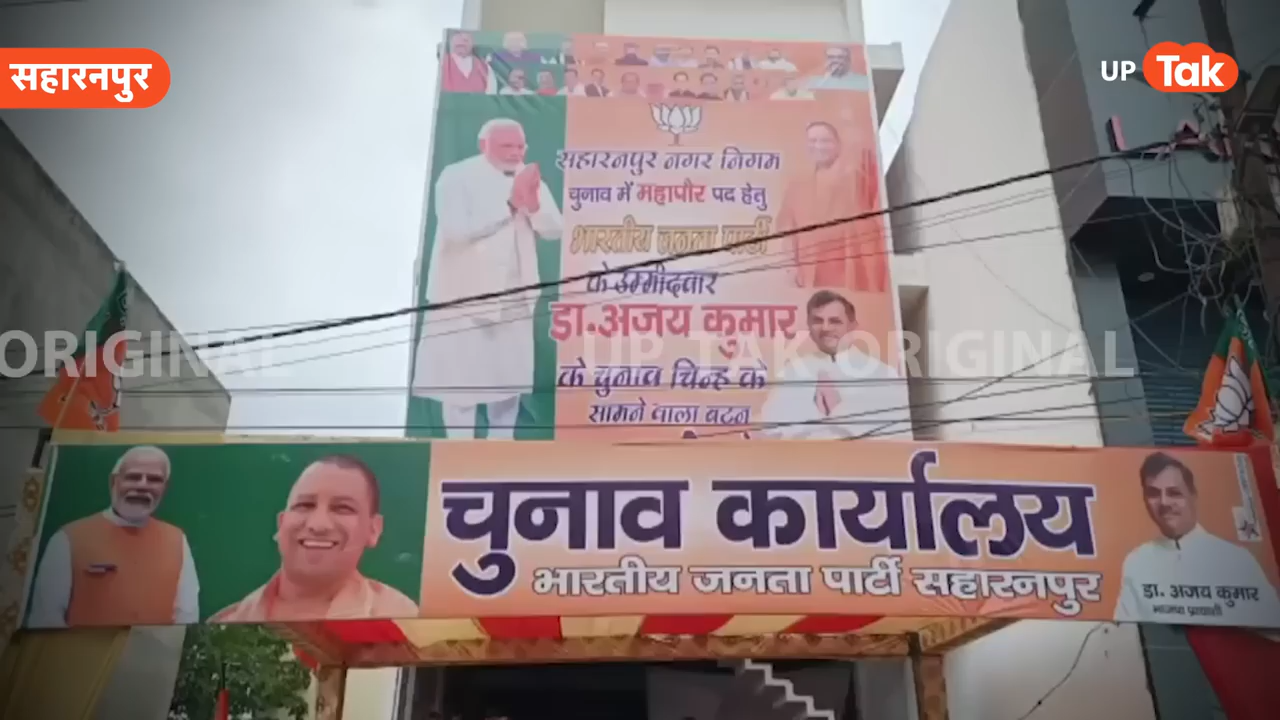 सहारनपुर
UP Tak
सहारनपुर नगर निगम
चुनाव में महापौर पद हेतु
भारतीय जनता पार्टी
के उम्मीदवार
डा.अजय कुमार
के चुनाव चिन्ह के
सामने वाला बटन
ORIGINAL
UP TAK ORIGINAL
चुनाव कार्यालय
भारतीय जनता पार्टी सहारनपुर
डा. अजय कुमार
भाजपा प्रत्याशी